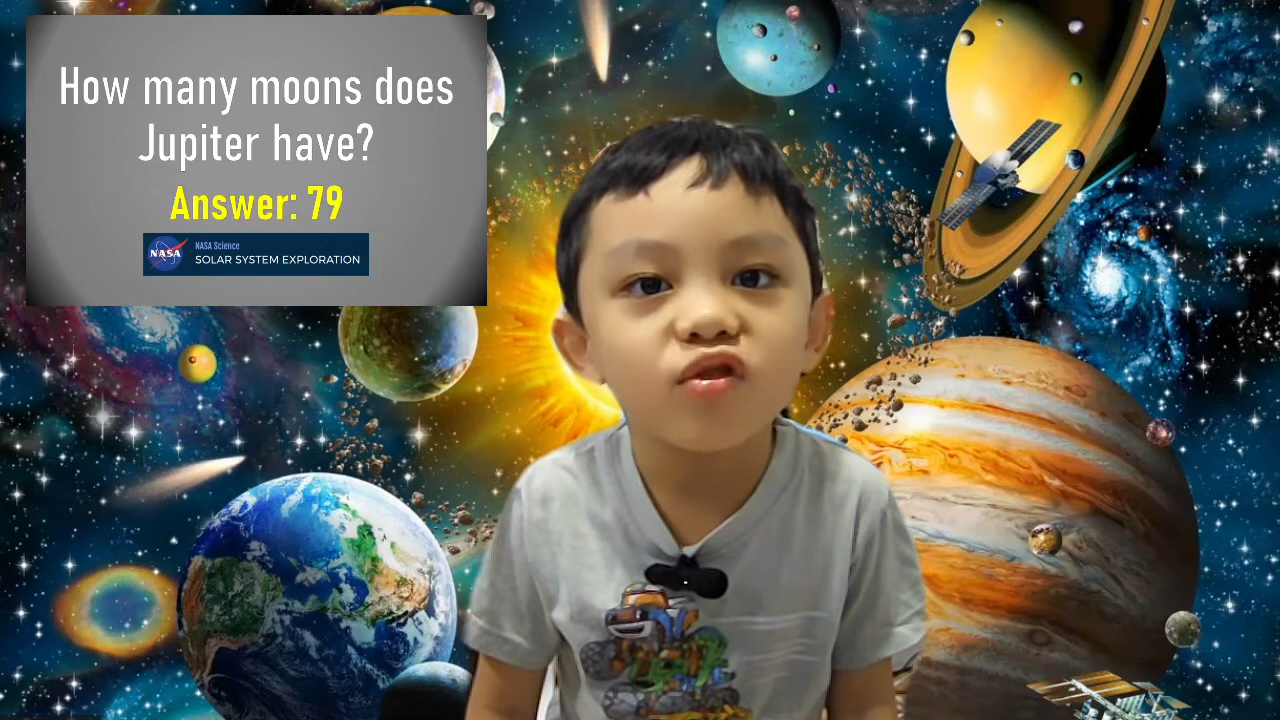 How many moons does
Jupiter have?
Answer: 79
NASA
NASA Science
SOLAR SYSTEM EXPLORATION